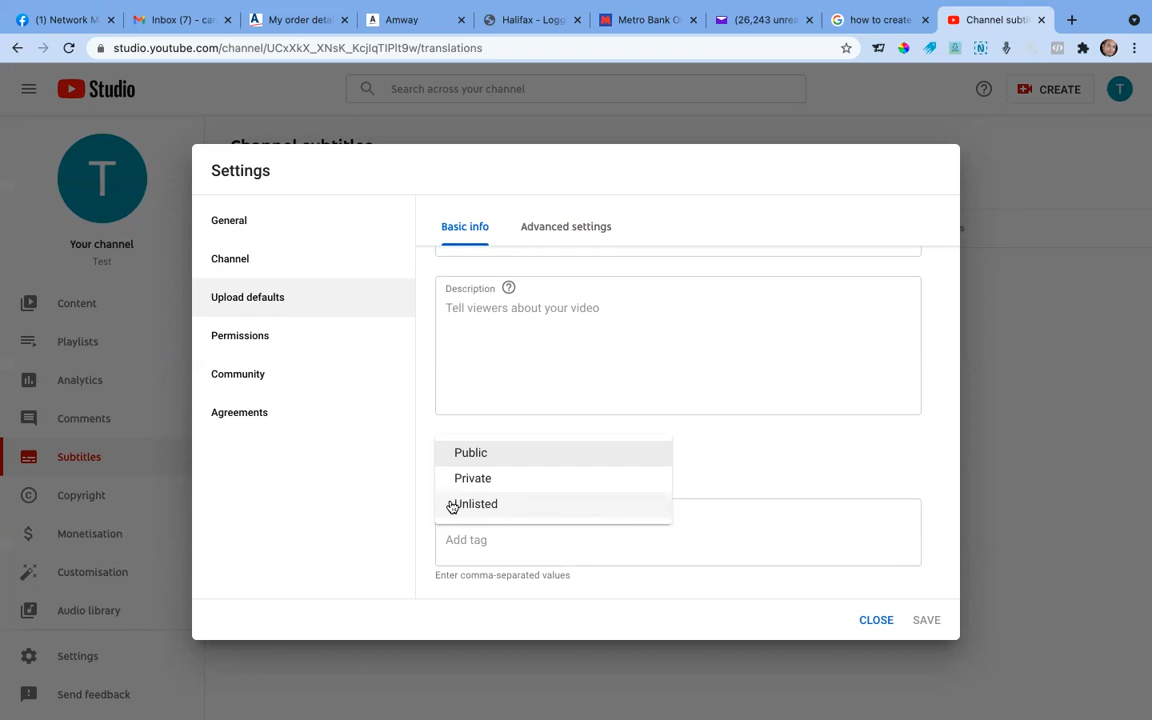 (1) Network M
Inbox (7) - ca
My order deta
Amway
Halifax - Logg
Metro Bank O
(26,243 unre
how to create
Channel subti
studio.youtube.com/channel/UCxXkX_XNsK_KcjlqTIPlt9w/translations
Studio
Search across your channel
CREATE
T
T
Channel subtitles
Your channel
Test
Content
Playlists
Analytics
Comments
Subtitles
Copyright
Monetisation
Customisation
Audio library
Settings
Send feedback
Settings
General
Channel
Upload defaults
Permissions
Community
Agreements
Basic info
Advanced settings
Description
Tell viewers about your video
Public
Private
Unlisted
Add tag
Enter comma-separated values
CLOSE
SAVE